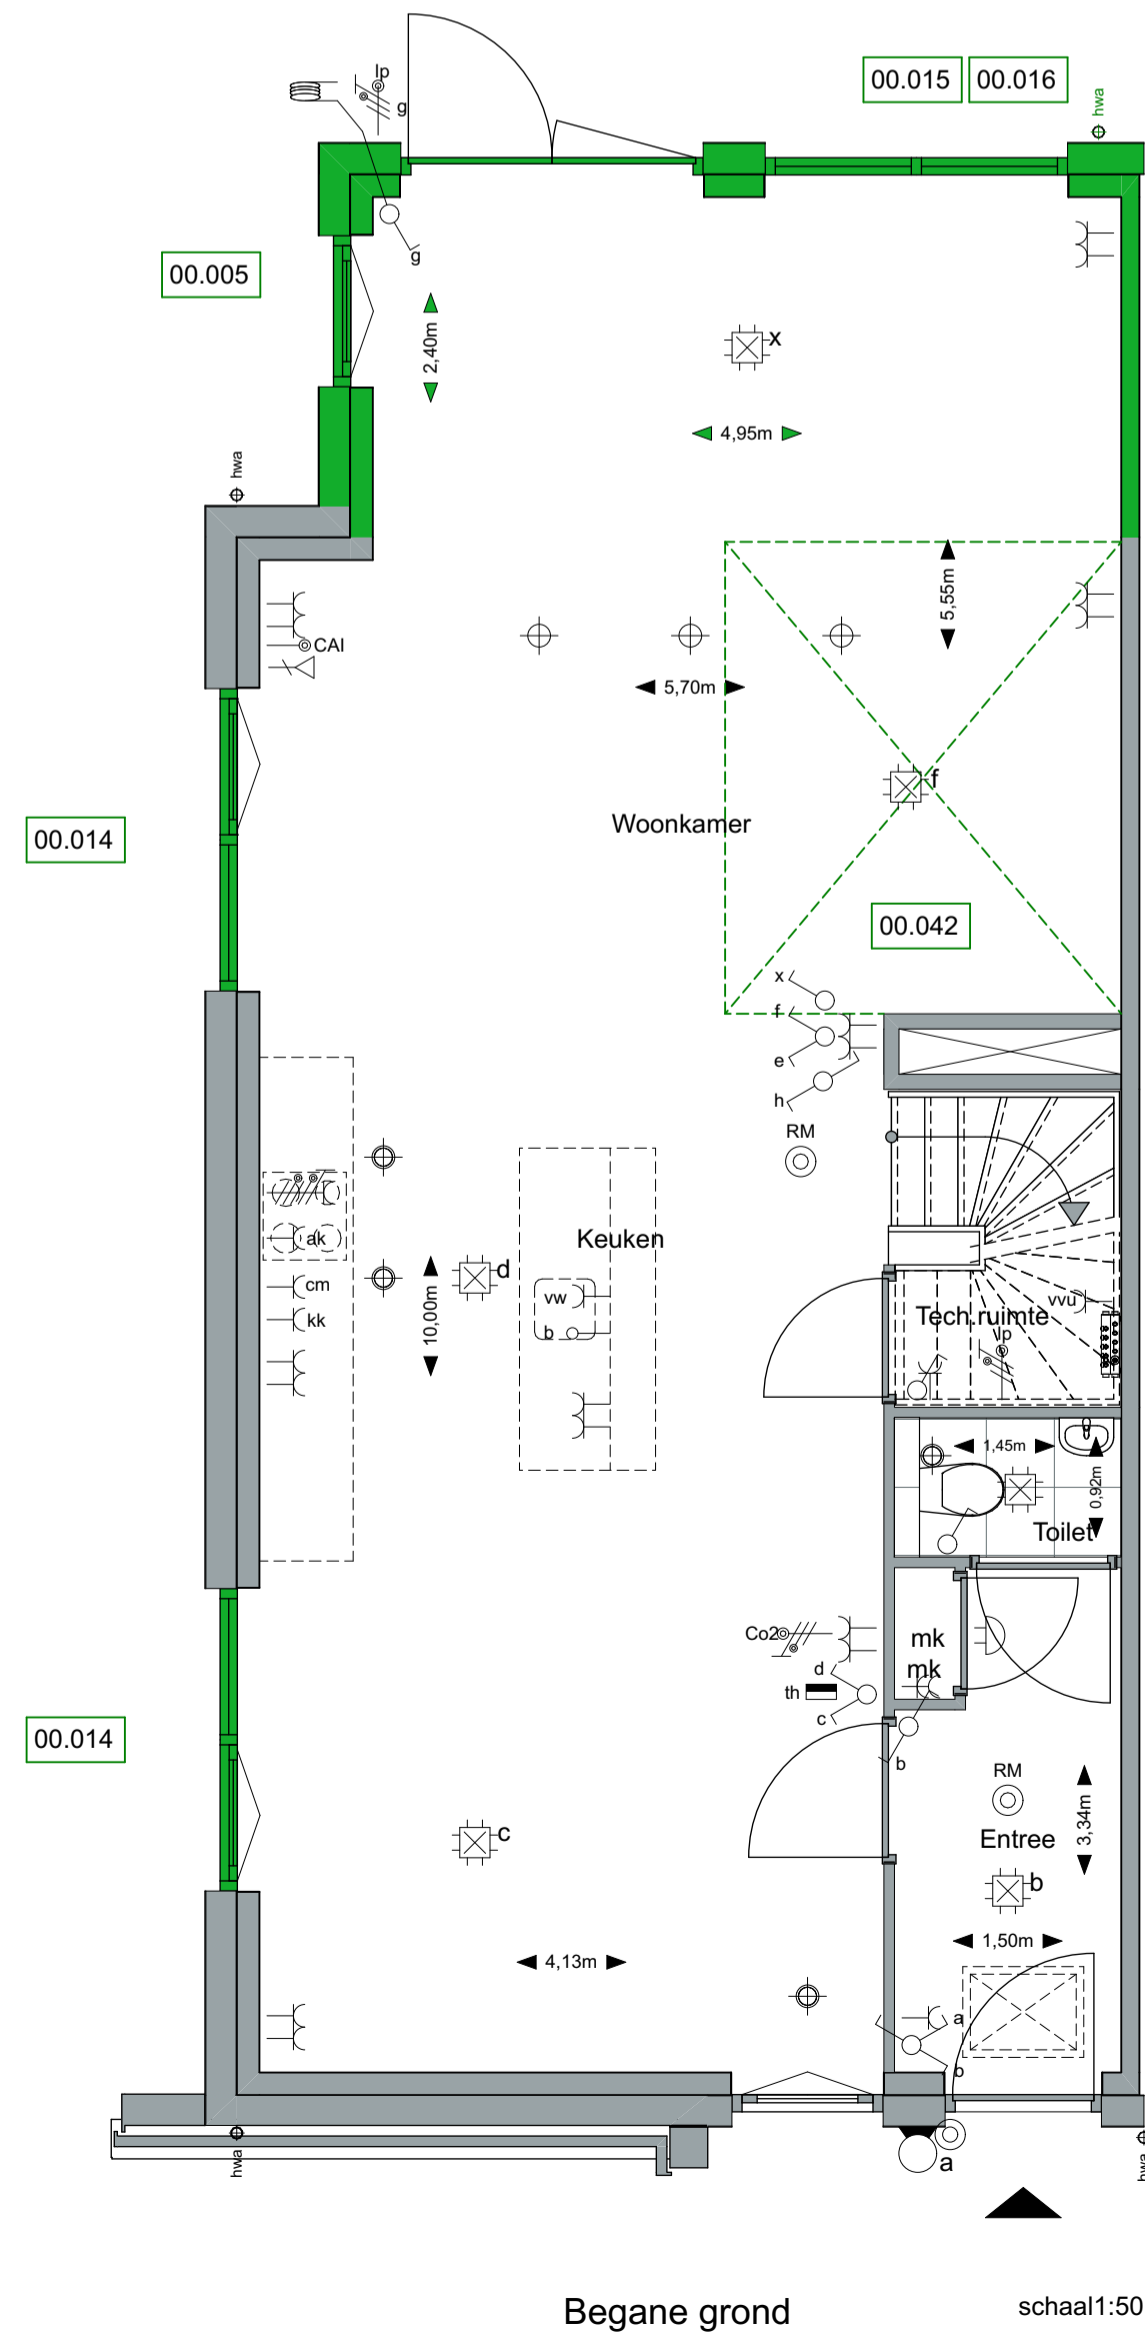 lp
g
00.015 00.016
hwa
g
00.005
2,40m
x
4,95m
hwa
CAI
5,55m
5,70m
f
Woonkamer
00.014
00.042
x
f
e
h
RM
ak
cm
kk
d
Keuken
vw
b
10,00m
vvu
Tech.ruimte
lp
1,45m
0,92m
Toilet
Co2
mk
mk
d
th
c
b
00.014
RM
3,34m
Entree
c
b
1,50m
4,13m
a
b
hwa
a
hwa
Begane grond
schaal1:50